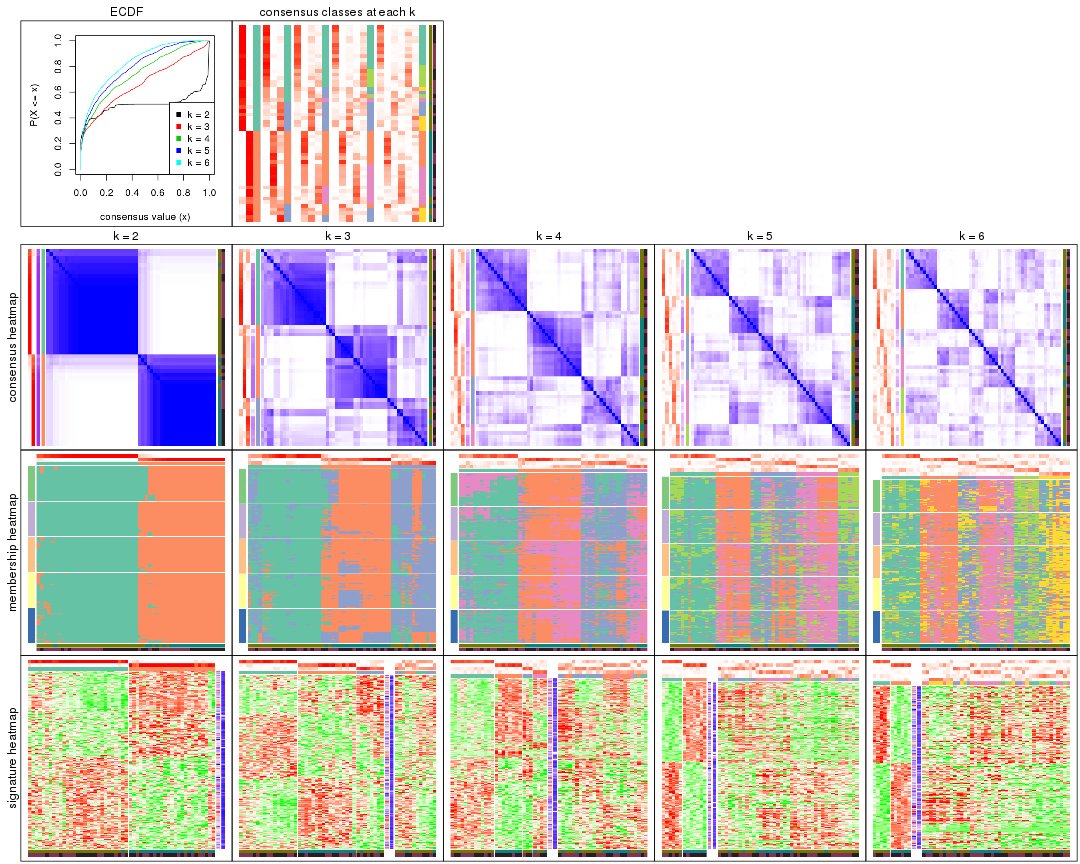 ECDF
consensus classes at each k
P(X <= x)
0.0 0.2 0.4 0.6 0.8 1.0
k = 2
k = 3
k = 4
k = 5
k = 6
0.0 0.2 0.4 0.6 0.8 1.0
consensus value (x)
k = 2
k = 3
k = 4
k = 5
k = 6
consensus heatmap
membership heatmap
signature heatmap